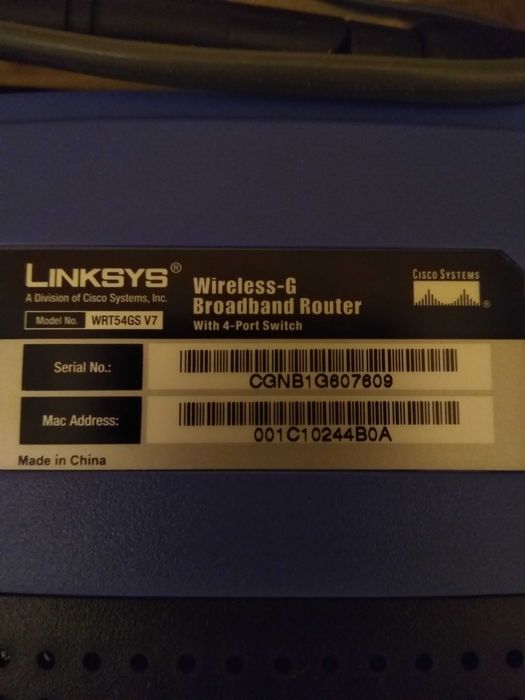 LINKSYS®
A Division of Cisco Systems, Inc.
Model No. WRT54GS V7
Wireless-G
Broadband Router
With 4-Port Switch
CISCO SYSTEMS
®
Serial No.:
CGNB1G607609
Mac Address:
001C10244B0A
Made in China